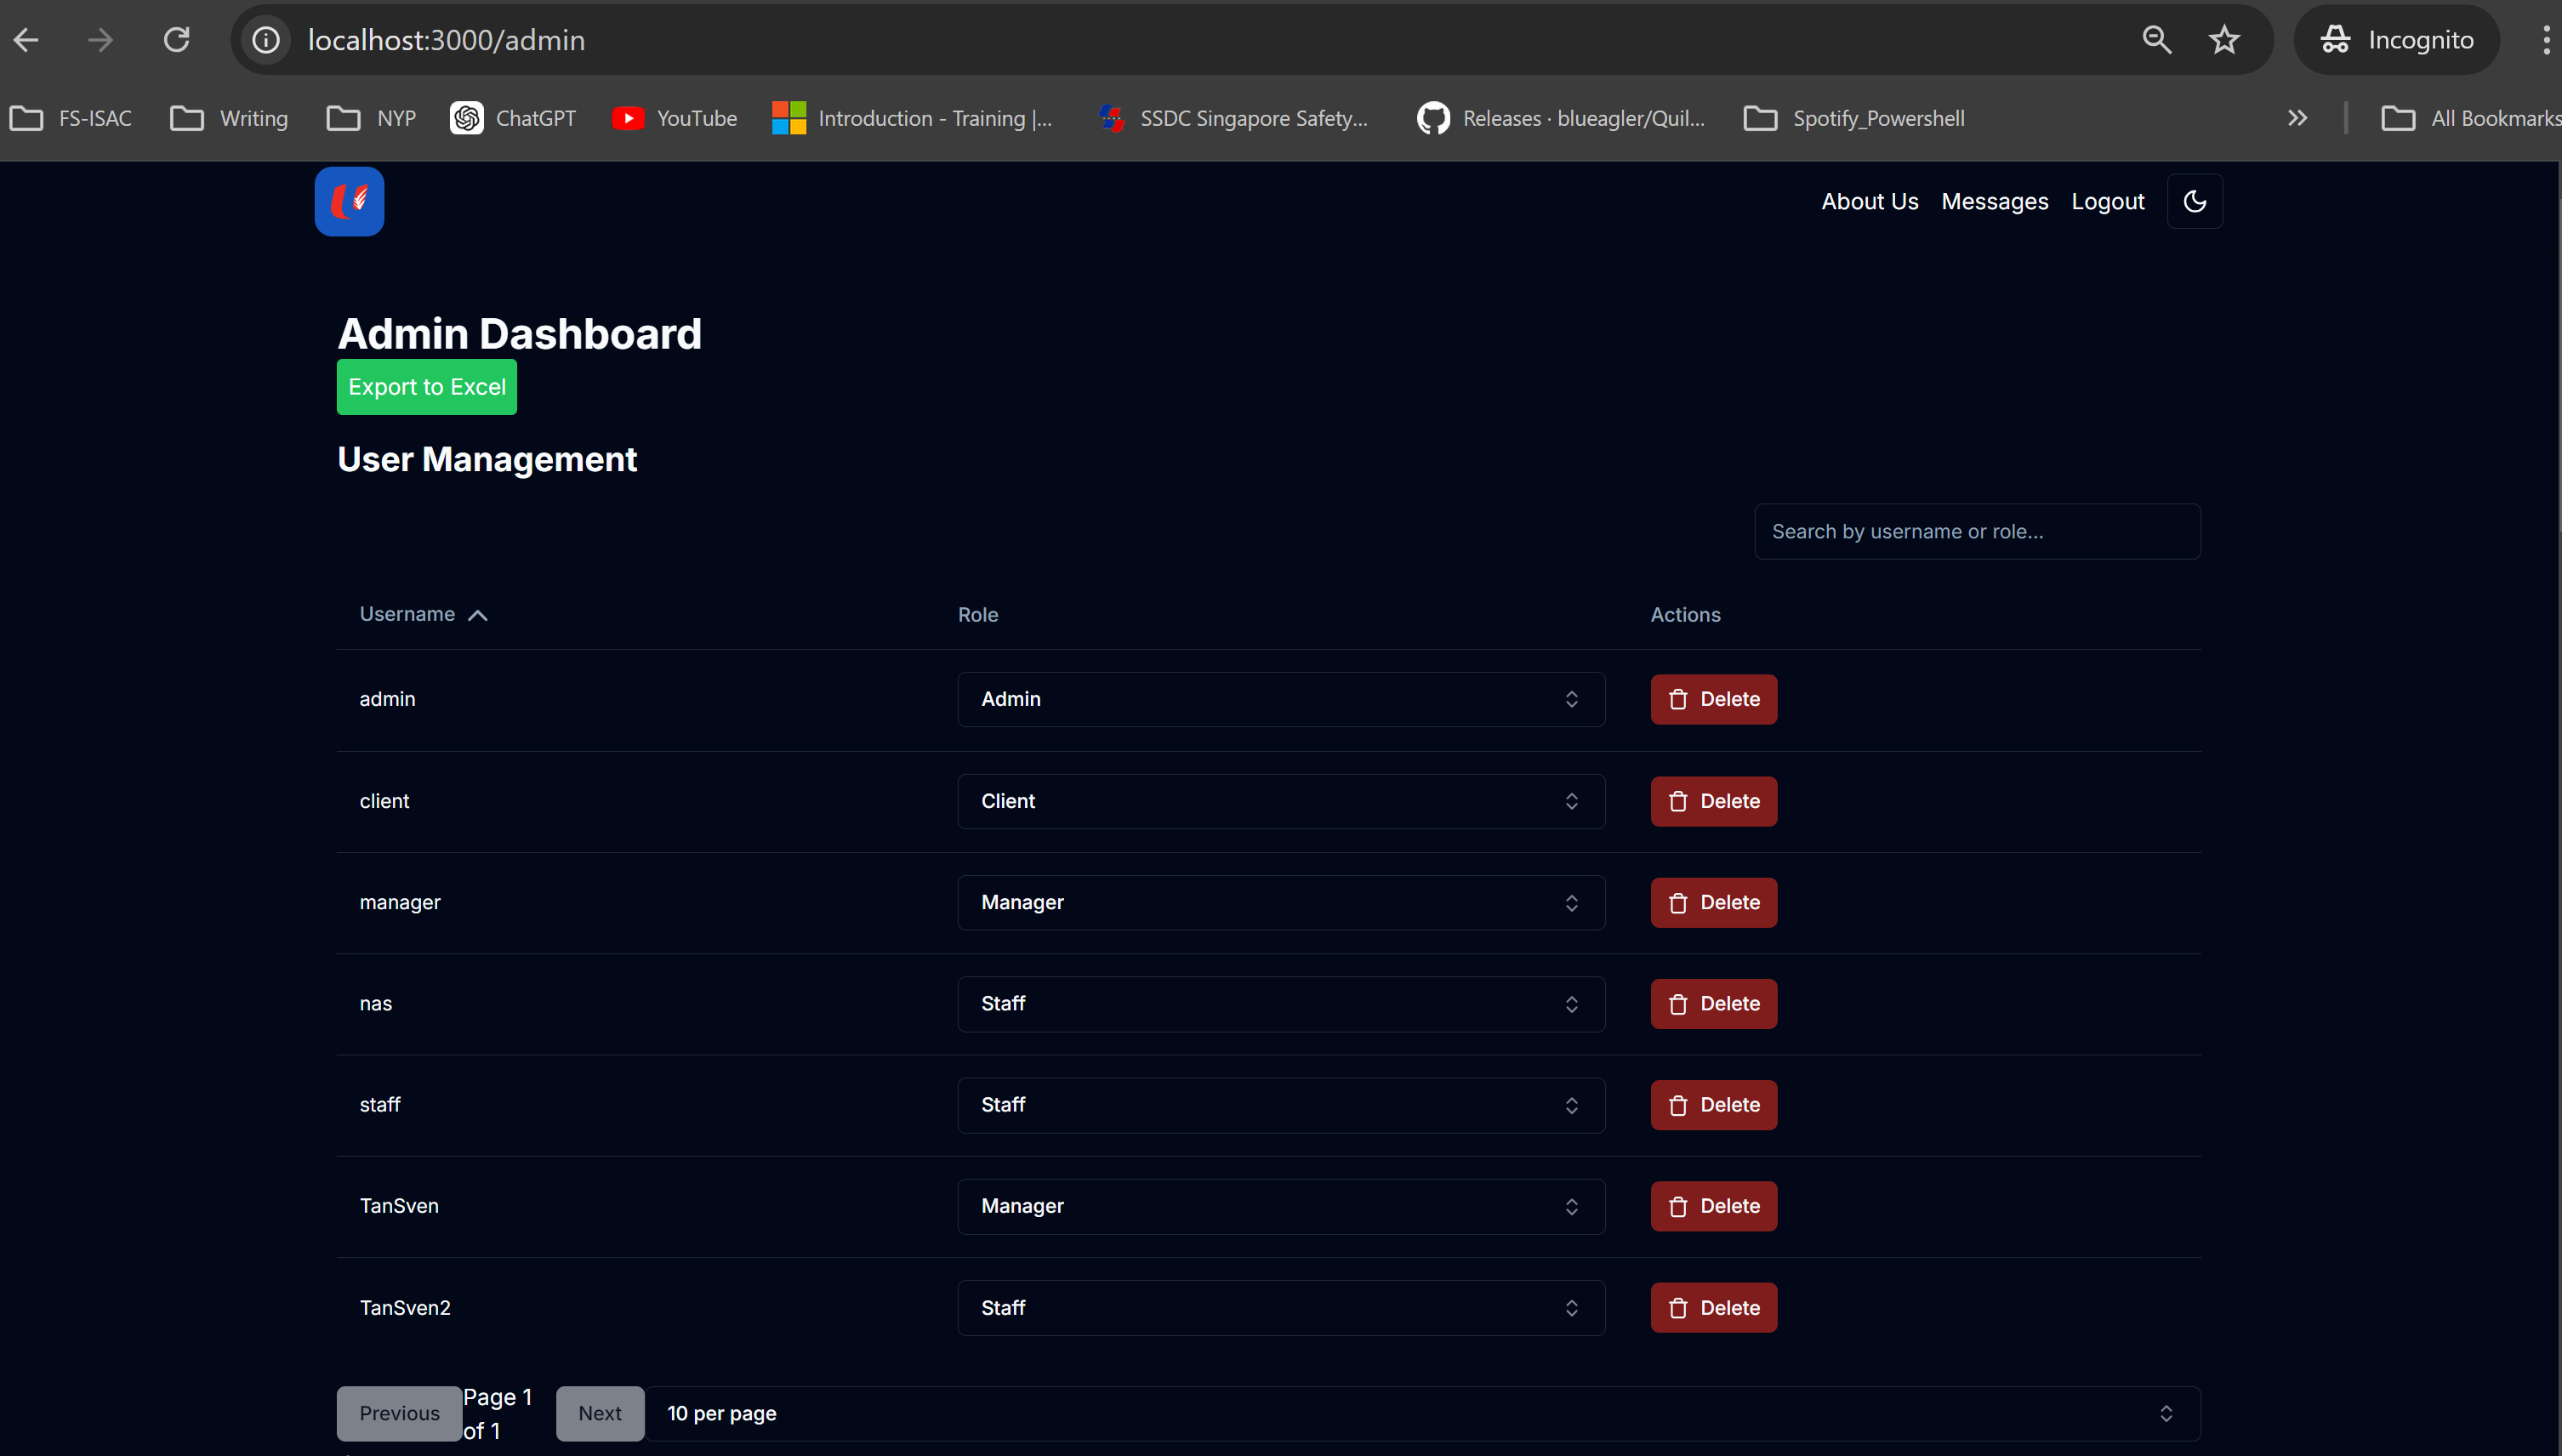 localhost:3000/admin
Incognito
FS-ISAC Writing NYP ChatGPT YouTube Introduction - Training |... SSDC Singapore Safety... Releases · blueagler/Quil... Spotify_Powershell All Bookmarks
About Us Messages Logout
Admin Dashboard
Export to Excel
User Management
Search by username or role...
Username Role Actions
admin Admin Delete
client Client Delete
manager Manager Delete
nas Staff Delete
staff Staff Delete
TanSven Manager Delete
TanSven2 Staff Delete
Previous Page 1 of 1 Next 10 per page